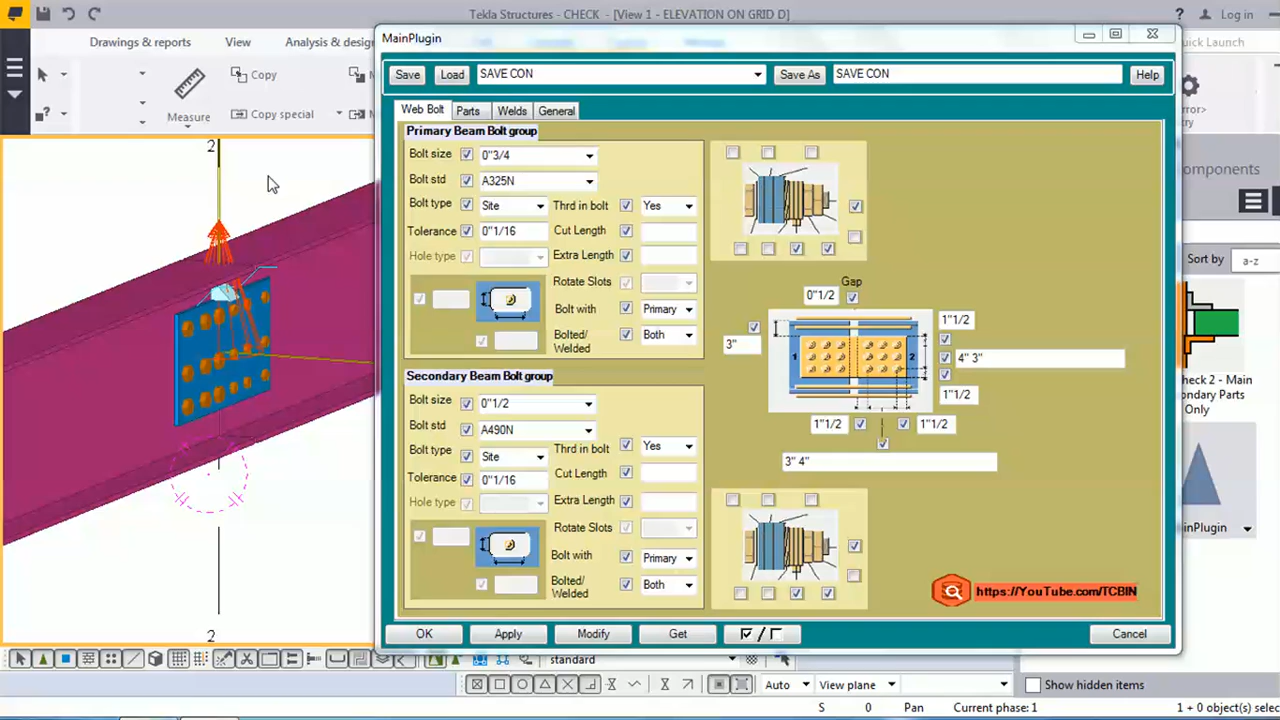 Tekla Structures - CHECK - [View 1 - ELEVATION ON GRID D]
Log in
Drawings & reports
View
Analysis & desig
uick Launch
MainPlugin
Save
Load
SAVE CON
Save As
SAVE CON
Help
Copy
Copy special
Measure
Web Bolt
Parts
Welds
General
Primary Beam Bolt group
Bolt size
0"3/4
Bolt std
A325N
Bolt type
Site
Thrd in bolt
Yes
Tolerance
0"1/16
Cut Length
Hole type
Extra Length
Rotate Slots
Bolt with
Primary
Bolted/
Welded
Both
Secondary Beam Bolt group
Bolt size
0"1/2
Bolt std
A490N
Bolt type
Site
Thrd in bolt
Yes
Tolerance
0"1/16
Cut Length
Hole type
Extra Length
Rotate Slots
Bolt with
Primary
Bolted/
Welded
Both
Gap
0"1/2
1"1/2
3"
1
2
4" 3"
1"1/2
1"1/2
1"1/2
3" 4"
https://YouTube.com/TCBIN
OK
Apply
Modify
Get
/
Cancel
2
2
omponents
Sort by
a-z
heck 2 - Main
ondary Parts
Only
inPlugin
standard
Auto
View plane
Show hidden items
S
0
Pan
Current phase: 1
1 + 0 object(s) selec